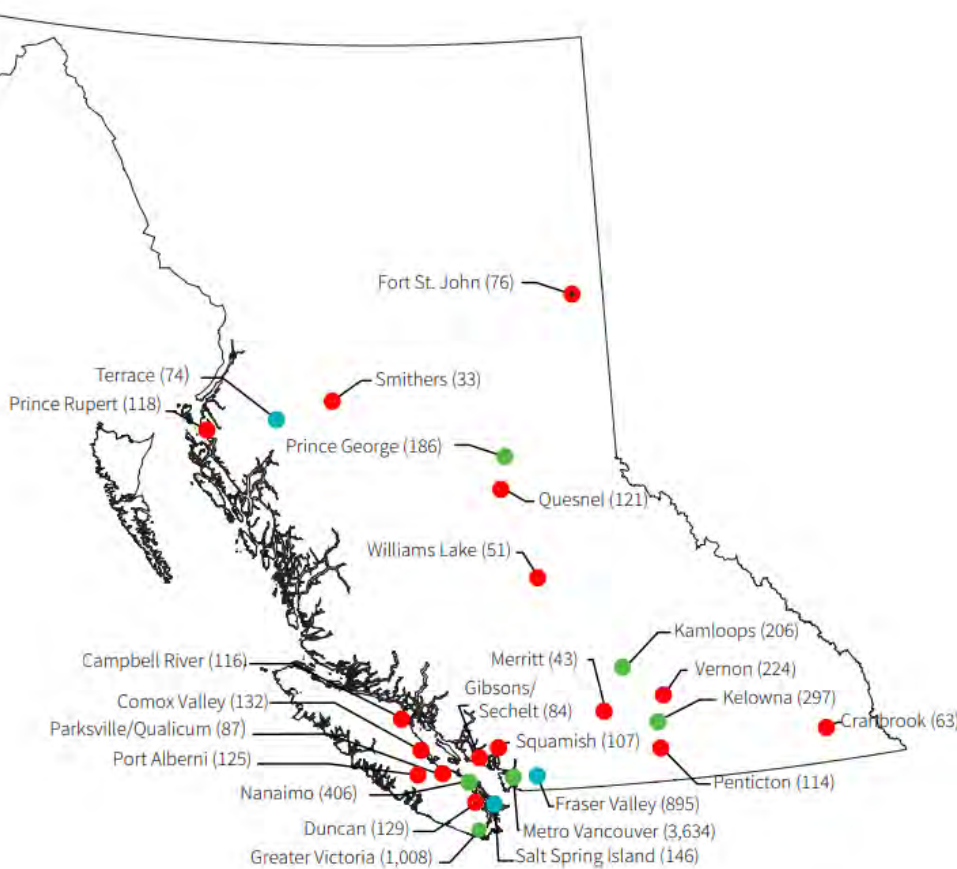 Fort St. John (76)
Terrace (74)
Smithers (33)
Prince Rupert (118)
Prince George (186)
Quesnel (121)
Williams Lake (51)
Kamloops (206)
Campbell River (116)
Merritt (43)
Vernon (224)
Gibsons/
Sechelt (84)
Kelowna (297)
Comox Valley (132)
Cranbrook (63)
Parksville/Qualicum (87)
Squamish (107)
Port Alberni (125)
Penticton (114)
Nanaimo (406)
Fraser Valley (895)
Duncan (129)
Metro Vancouver (3,634)
Greater Victoria (1,008)
Salt Spring Island (146)